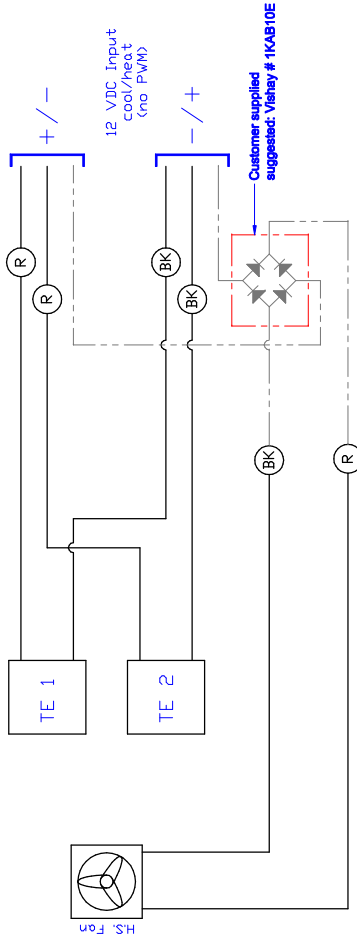 +/-
12 VDC Input
cool/heat
(no PWM)
-/+
Customer supplied
suggested: Vishay # 1KAB10E
R
R
BK
BK
BK
R
TE 1
TE 2
H.S. Fan